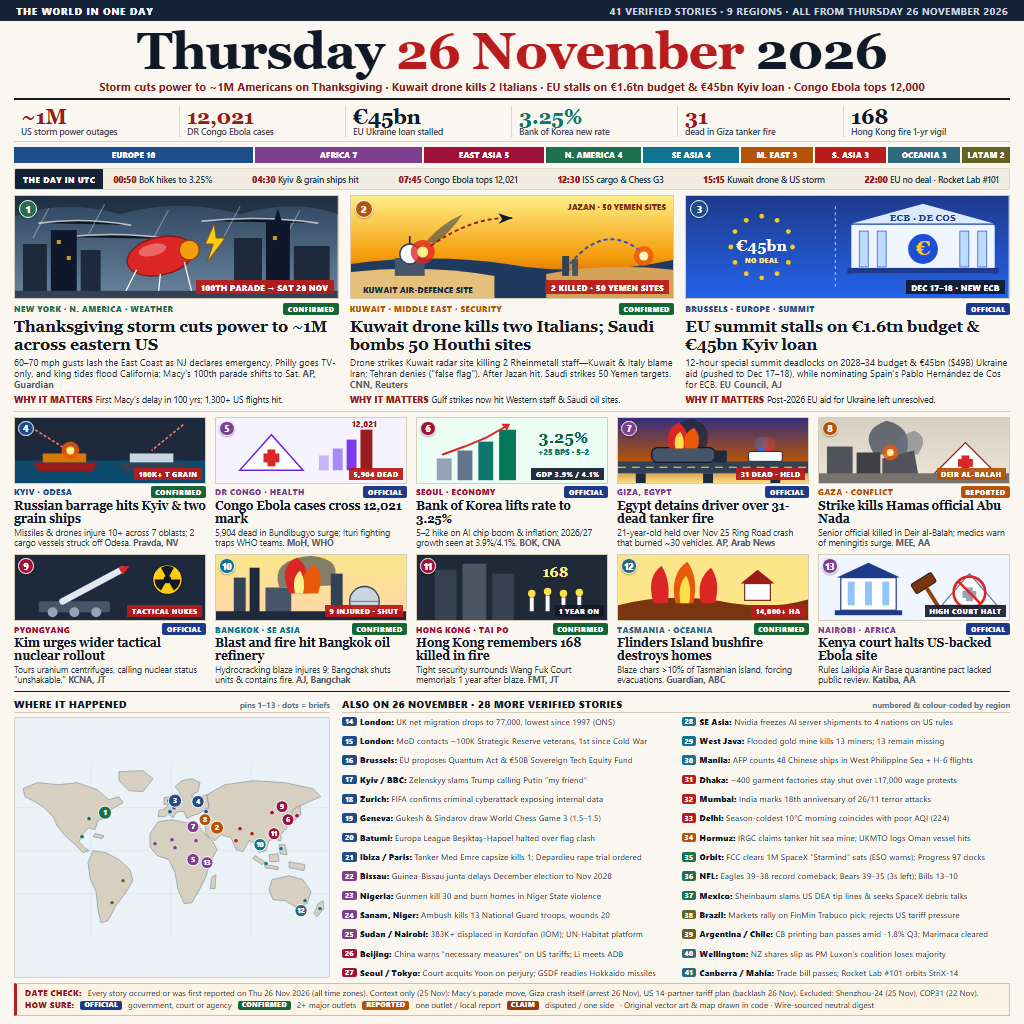 THE WORLD IN ONE DAY
41 VERIFIED STORIES · 9 REGIONS · ALL FROM THURSDAY 26 NOVEMBER 2026
Thursday 26 November 2026
Storm cuts power to ~1M Americans on Thanksgiving · Kuwait drone kills 2 Italians · EU stalls on €1.6tn budget & €45bn Kyiv loan · Congo Ebola tops 12,000
~1M
US storm power outages
12,021
DR Congo Ebola cases
€45bn
EU Ukraine loan stalled
3.25%
Bank of Korea new rate
31
dead in Giza tanker fire
168
Hong Kong fire 1-yr vigil
EUROPE 10
AFRICA 7
EAST ASIA 5
N. AMERICA 4
SE ASIA 4
M. EAST 3
S. ASIA 3
OCEANIA 3
LATAM 2
THE DAY IN UTC
00:50 BoK hikes to 3.25%
04:30 Kyiv & grain ships hit
07:45 Congo Ebola tops 12,021
12:30 ISS cargo & Chess G3
15:15 Kuwait drone & US storm
22:00 EU no deal · Rocket Lab #101
1
100TH PARADE → SAT 28 NOV
NEW YORK · N. AMERICA · WEATHER
CONFIRMED
Thanksgiving storm cuts power to ~1M
across eastern US
60–70 mph gusts lash the East Coast as NJ declares emergency, Philly goes TV-
only, and king tides flood California; Macy's 100th parade shifts to Sat. AP,
Guardian
WHY IT MATTERS First Macy's delay in 100 yrs; 1,300+ US flights hit.
2
JAZAN · 50 YEMEN SITES
KUWAIT AIR-DEFENCE SITE
2 KILLED · 50 YEMEN SITES
KUWAIT · MIDDLE EAST · SECURITY
CONFIRMED
Kuwait drone kills two Italians; Saudi
bombs 50 Houthi sites
Drone strikes Kuwait radar site killing 2 Rheinmetall staff—Kuwait & Italy blame
Iran; Tehran denies ("false flag"). After Jazan hit, Saudi strikes 50 Yemen targets.
CNN, Reuters
WHY IT MATTERS Gulf strikes now hit Western staff & Saudi oil sites.
3
€45bn
NO DEAL
ECB · DE COS
€
DEC 17–18 · NEW ECB
BRUSSELS · EUROPE · SUMMIT
OFFICIAL
EU summit stalls on €1.6tn budget &
€45bn Kyiv loan
12-hour special summit deadlocks on 2028–34 budget & €45bn ($49B) Ukraine
aid (pushed to Dec 17–18), while nominating Spain's Pablo Hernández de Cos
for ECB. EU Council, AJ
WHY IT MATTERS Post-2026 EU aid for Ukraine left unresolved.
4
100K+ T GRAIN
KYIV · ODESA
CONFIRMED
Russian barrage hits Kyiv & two
grain ships
Missiles & drones injure 10+ across 7 oblasts; 2
cargo vessels struck off Odesa. Pravda, NV
5
12,021
5,904 DEAD
DR CONGO · HEALTH
OFFICIAL
Congo Ebola cases cross 12,021
mark
5,904 dead in Bundibugyo surge; Ituri fighting
traps WHO teams. MoH, WHO
6
3.25%
+25 BPS · 5–2
GDP 3.9% / 4.1%
SEOUL · ECONOMY
OFFICIAL
Bank of Korea lifts rate to
3.25%
5–2 hike on AI chip boom & inflation; 2026/27
growth seen at 3.9%/4.1%. BOK, CNA
7
31 DEAD · HELD
GIZA, EGYPT
OFFICIAL
Egypt detains driver over 31-
dead tanker fire
21-year-old held over Nov 25 Ring Road crash
that burned ~30 vehicles. AP, Arab News
8
DEIR AL-BALAH
GAZA · CONFLICT
REPORTED
Strike kills Hamas official Abu
Nada
Senior official killed in Deir al-Balah; medics warn
of meningitis surge. MEE, AA
9
TACTICAL NUKES
PYONGYANG
OFFICIAL
Kim urges wider tactical
nuclear rollout
Tours uranium centrifuges, calling nuclear status
"unshakable." KCNA, JT
10
9 INJURED · SHUT
BANGKOK · SE ASIA
CONFIRMED
Blast and fire hit Bangkok oil
refinery
Hydrocracking blaze injures 9; Bangchak shuts
units & contains fire. AJ, Bangchak
11
168
1 YEAR ON
HONG KONG · TAI PO
CONFIRMED
Hong Kong remembers 168
killed in fire
Tight security surrounds Wang Fuk Court
memorials 1 year after blaze. FMT, JT
12
14,000+ HA
TASMANIA · OCEANIA
CONFIRMED
Flinders Island bushfire
destroys homes
Blaze chars >10% of Tasmanian island, forcing
evacuations. Guardian, ABC
13
HIGH COURT HALT
NAIROBI · AFRICA
OFFICIAL
Kenya court halts US-backed
Ebola site
Rules Laikipia Air Base quarantine pact lacked
public review. Katiba, AA
WHERE IT HAPPENED
pins 1–13 · dots = briefs
1
3
4
8
7
2
5
13
9
6
11
10
12
ALSO ON 26 NOVEMBER · 28 MORE VERIFIED STORIES
numbered & colour-coded by region
14 London: UK net migration drops to 77,000, lowest since 1997 (ONS)
15 London: MoD contacts ~100K Strategic Reserve veterans, 1st since Cold War
16 Brussels: EU proposes Quantum Act & €50B Sovereign Tech Equity Fund
17 Kyiv / BBC: Zelenskyy slams Trump calling Putin "my friend"
18 Zurich: FIFA confirms criminal cyberattack exposing internal data
19 Geneva: Gukesh & Sindarov draw World Chess Game 3 (1.5–1.5)
20 Batumi: Europa League Beşiktaş–Hapoel halted over flag clash
21 Ibiza / Paris: Tanker Med Emre capsize kills 1; Depardieu rape trial ordered
22 Bissau: Guinea-Bissau junta delays December election to Nov 2028
23 Nigeria: Gunmen kill 30 and burn homes in Niger State violence
24 Sanam, Niger: Ambush kills 13 National Guard troops, wounds 20
25 Sudan / Nairobi: 383K+ displaced in Kordofan (IOM); UN-Habitat platform
26 Beijing: China warns "necessary measures" on US tariffs; Li meets ADB
27 Seoul / Tokyo: Court acquits Yoon on perjury; GSDF readies Hokkaido missiles
28 SE Asia: Nvidia freezes AI server shipments to 4 nations on US rules
29 West Java: Flooded gold mine kills 13 miners; 13 remain missing
30 Manila: AFP counts 48 Chinese ships in West Philippine Sea + H-6 flights
31 Dhaka: ~400 garment factories stay shut over ৳17,000 wage protests
32 Mumbai: India marks 18th anniversary of 26/11 terror attacks
33 Delhi: Season-coldest 10°C morning coincides with poor AQI (224)
34 Hormuz: IRGC claims tanker hit sea mine; UKMTO logs Oman vessel hits
35 Orbit: FCC clears 1M SpaceX "Starmind" sats (ESO warns); Progress 97 docks
36 NFL: Eagles 39–38 record comeback; Bears 39–35 (3s left); Bills 13–10
37 Mexico: Sheinbaum slams US DEA tip lines & seeks SpaceX debris talks
38 Brazil: Markets rally on FinMin Trabuco pick; rejects US tariff pressure
39 Argentina / Chile: CB printing ban passes amid -1.8% Q3; Marimaca cleared
40 Wellington: NZ shares slip as PM Luxon's coalition loses majority
41 Canberra / Mahia: Trade bill passes; Rocket Lab #101 orbits StriX-14
DATE CHECK: Every story occurred or was first reported on Thu 26 Nov 2026 (all time zones). Context only (25 Nov); Macy's parade move, Giza crash itself (arrest 26 Nov), US 14-partner tariff plan (backlash 26 Nov). Excluded: Shenzhou-24 (25 Nov), COP31 (22 Nov).
HOW SURE: OFFICIAL government, court or agency CONFIRMED 2+ major outlets REPORTED one outlet / local report CLAIM disputed / one side · Original vector art & map drawn in code · Wire-sourced neutral digest